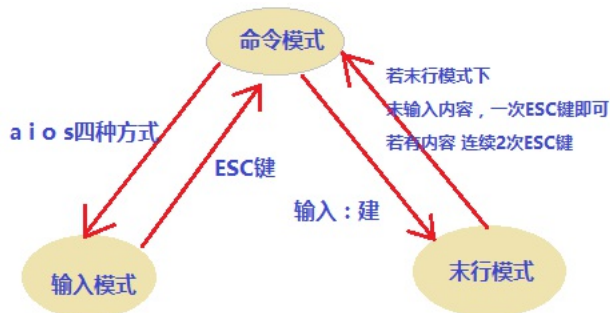 命令模式
若末行模式下
未输入内容，一次ESC键即可
若有内容 连续2次ESC键
a i o s四种方式
ESC键
输入：建
输入模式
末行模式